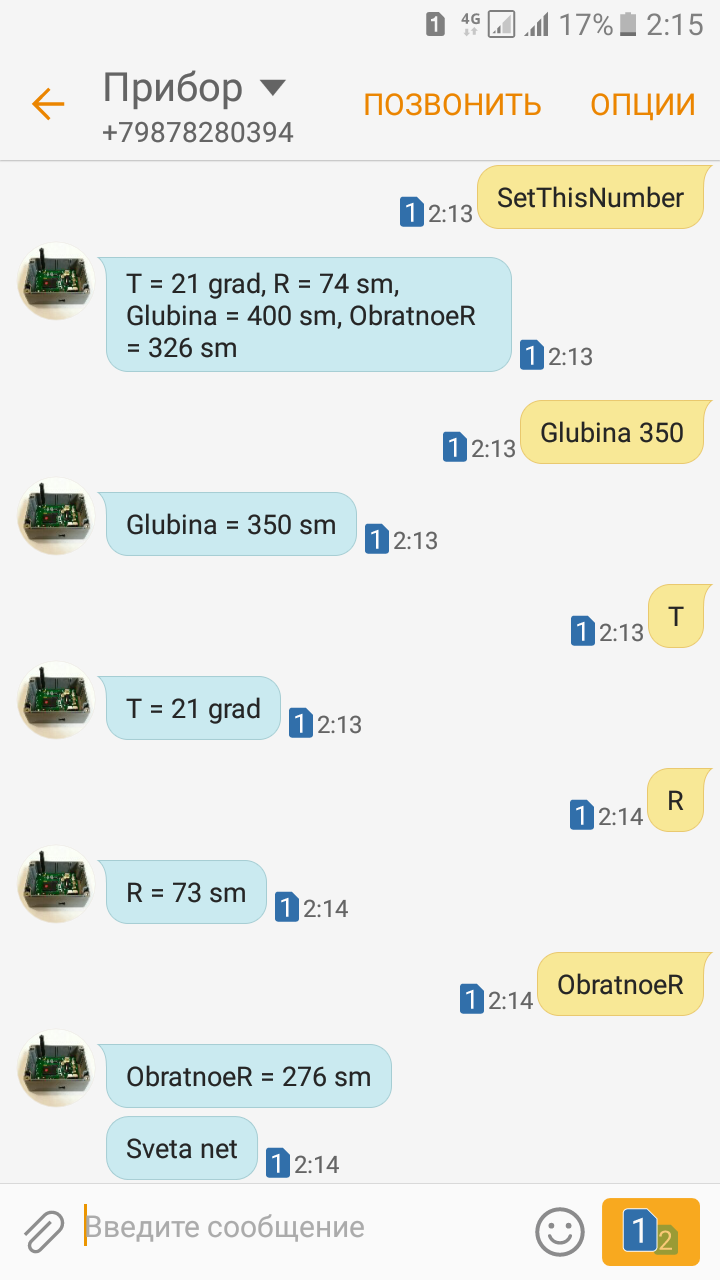 1 4G 17% 2:15
Прибор
+79878280394
ПОЗВОНИТЬ ОПЦИИ
1 2:13 SetThisNumber
T = 21 grad, R = 74 sm,
Glubina = 400 sm, ObratnoeR
= 326 sm
1 2:13
1 2:13 Glubina 350
Glubina = 350 sm 1 2:13
1 2:13 T
T = 21 grad 1 2:13
1 2:14 R
R = 73 sm 1 2:14
1 2:14 ObratnoeR
ObratnoeR = 276 sm
Sveta net 1 2:14
Введите сообщение 1 2